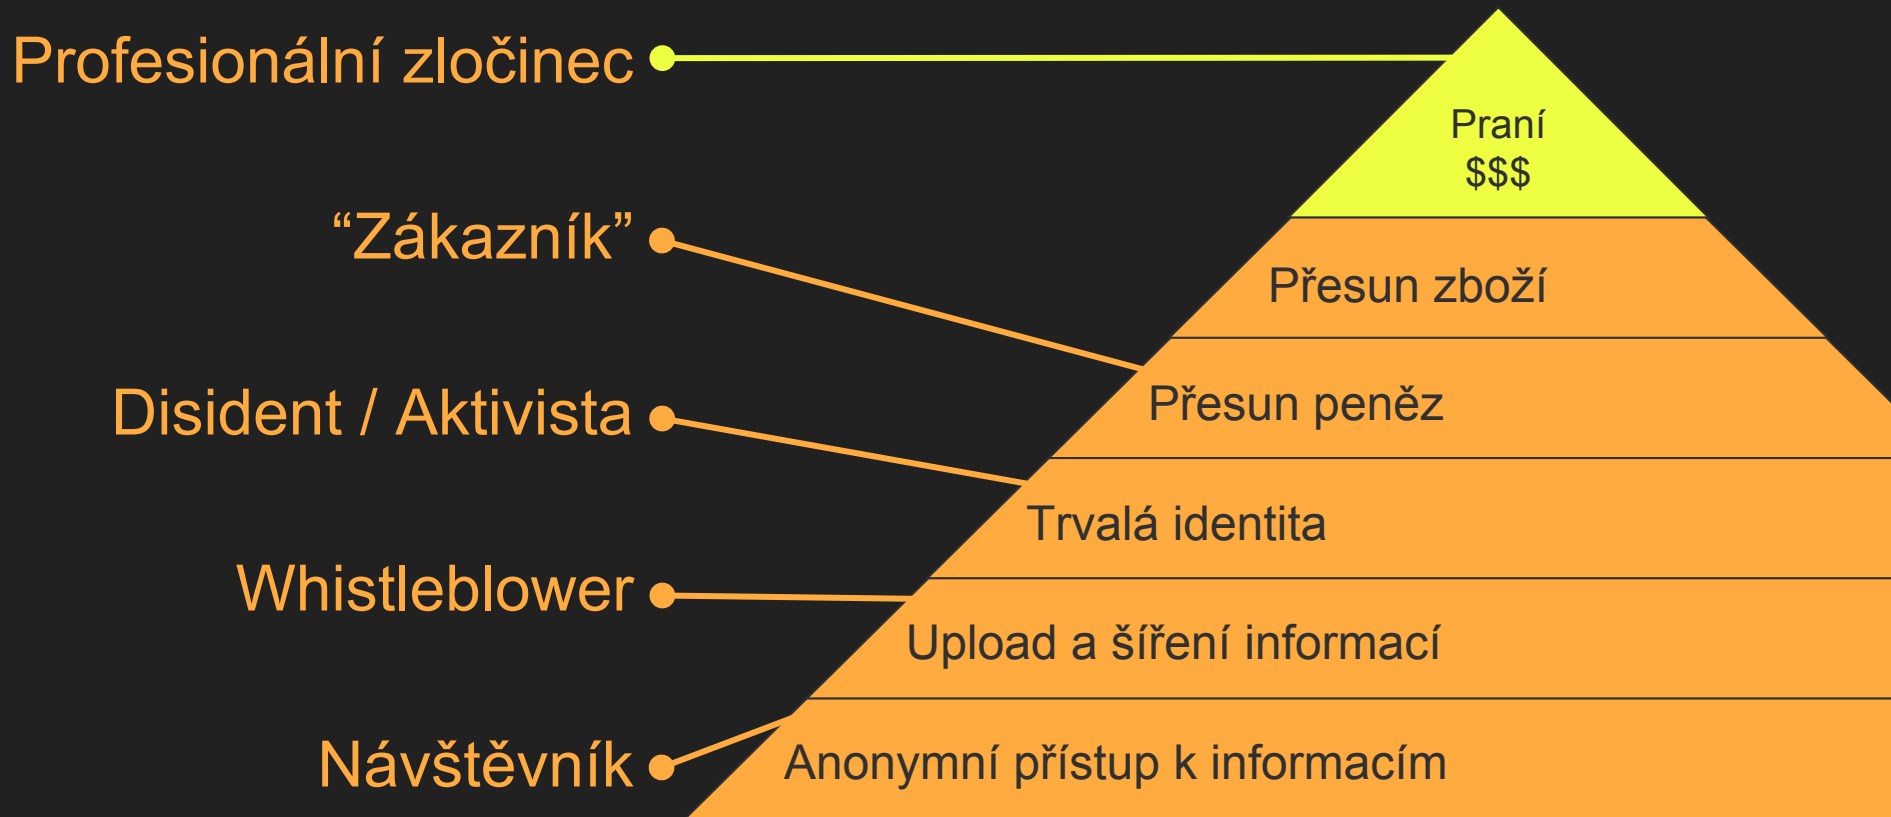 Profesionální zločinec
Praní
$$$
“Zákazník”
Přesun zboží
Přesun peněz
Disident / Aktivista
Trvalá identita
Whistleblower
Upload a šíření informací
Návštěvník
Anonymní přístup k informacím